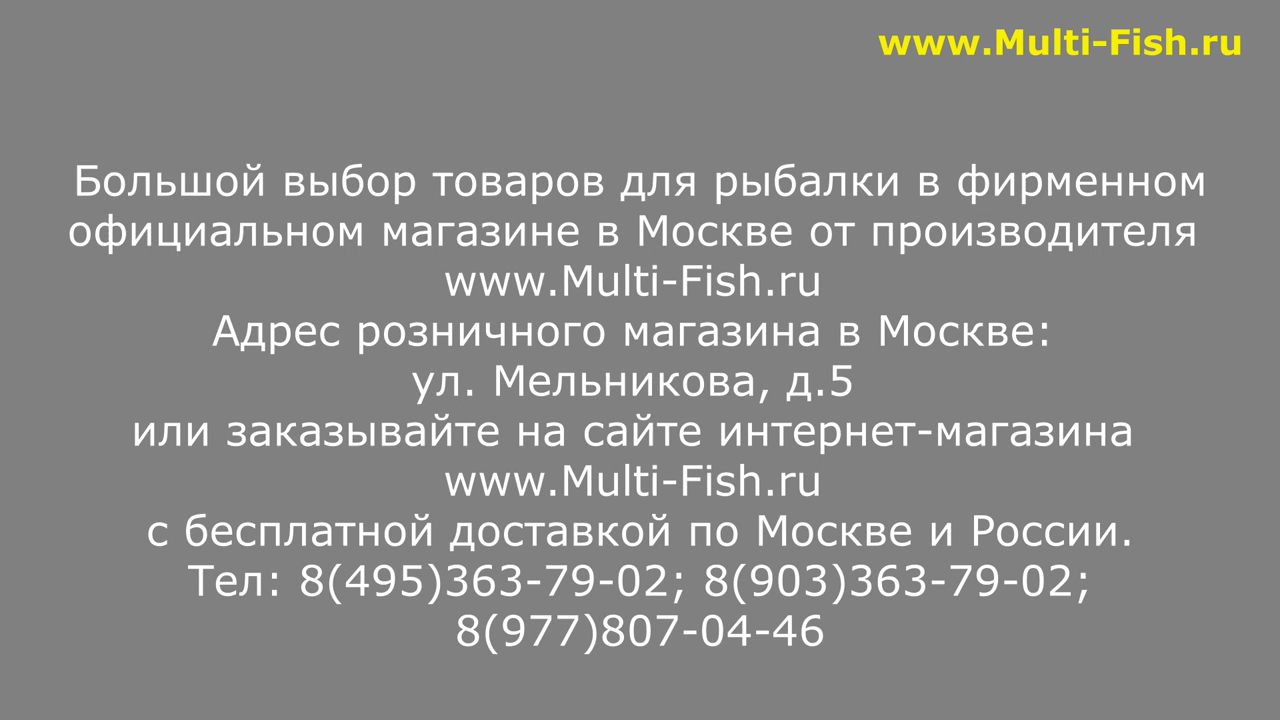 www.Multi-Fish.ru
Большой выбор товаров для рыбалки в фирменном
официальном магазине в Москве от производителя
www.Multi-Fish.ru
Адрес розничного магазина в Москве:
ул. Мельникова, д.5
или заказывайте на сайте интернет-магазина
www.Multi-Fish.ru
с бесплатной доставкой по Москве и России.
Тел: 8(495)363-79-02; 8(903)363-79-02;
8(977)807-04-46